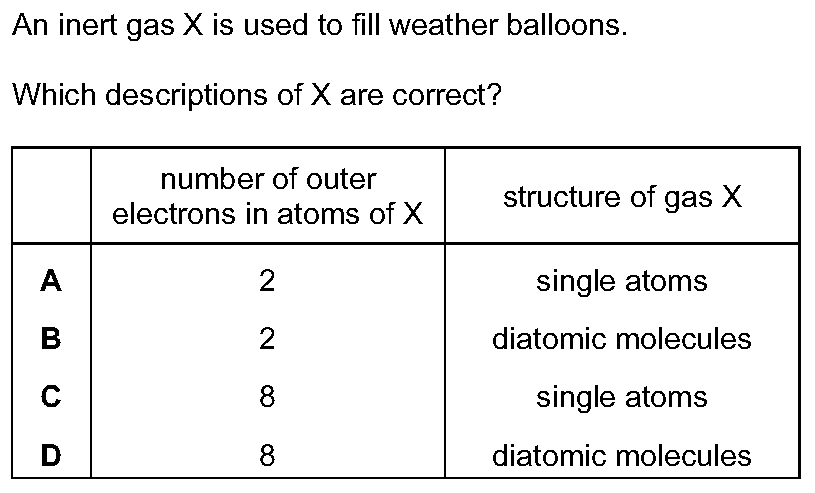 An inert gas X is used to fill weather balloons.
Which descriptions of X are correct?
number of outer
electrons in atoms of X
structure of gas X
A 2 single atoms
B 2 diatomic molecules
C 8 single atoms
D 8 diatomic molecules